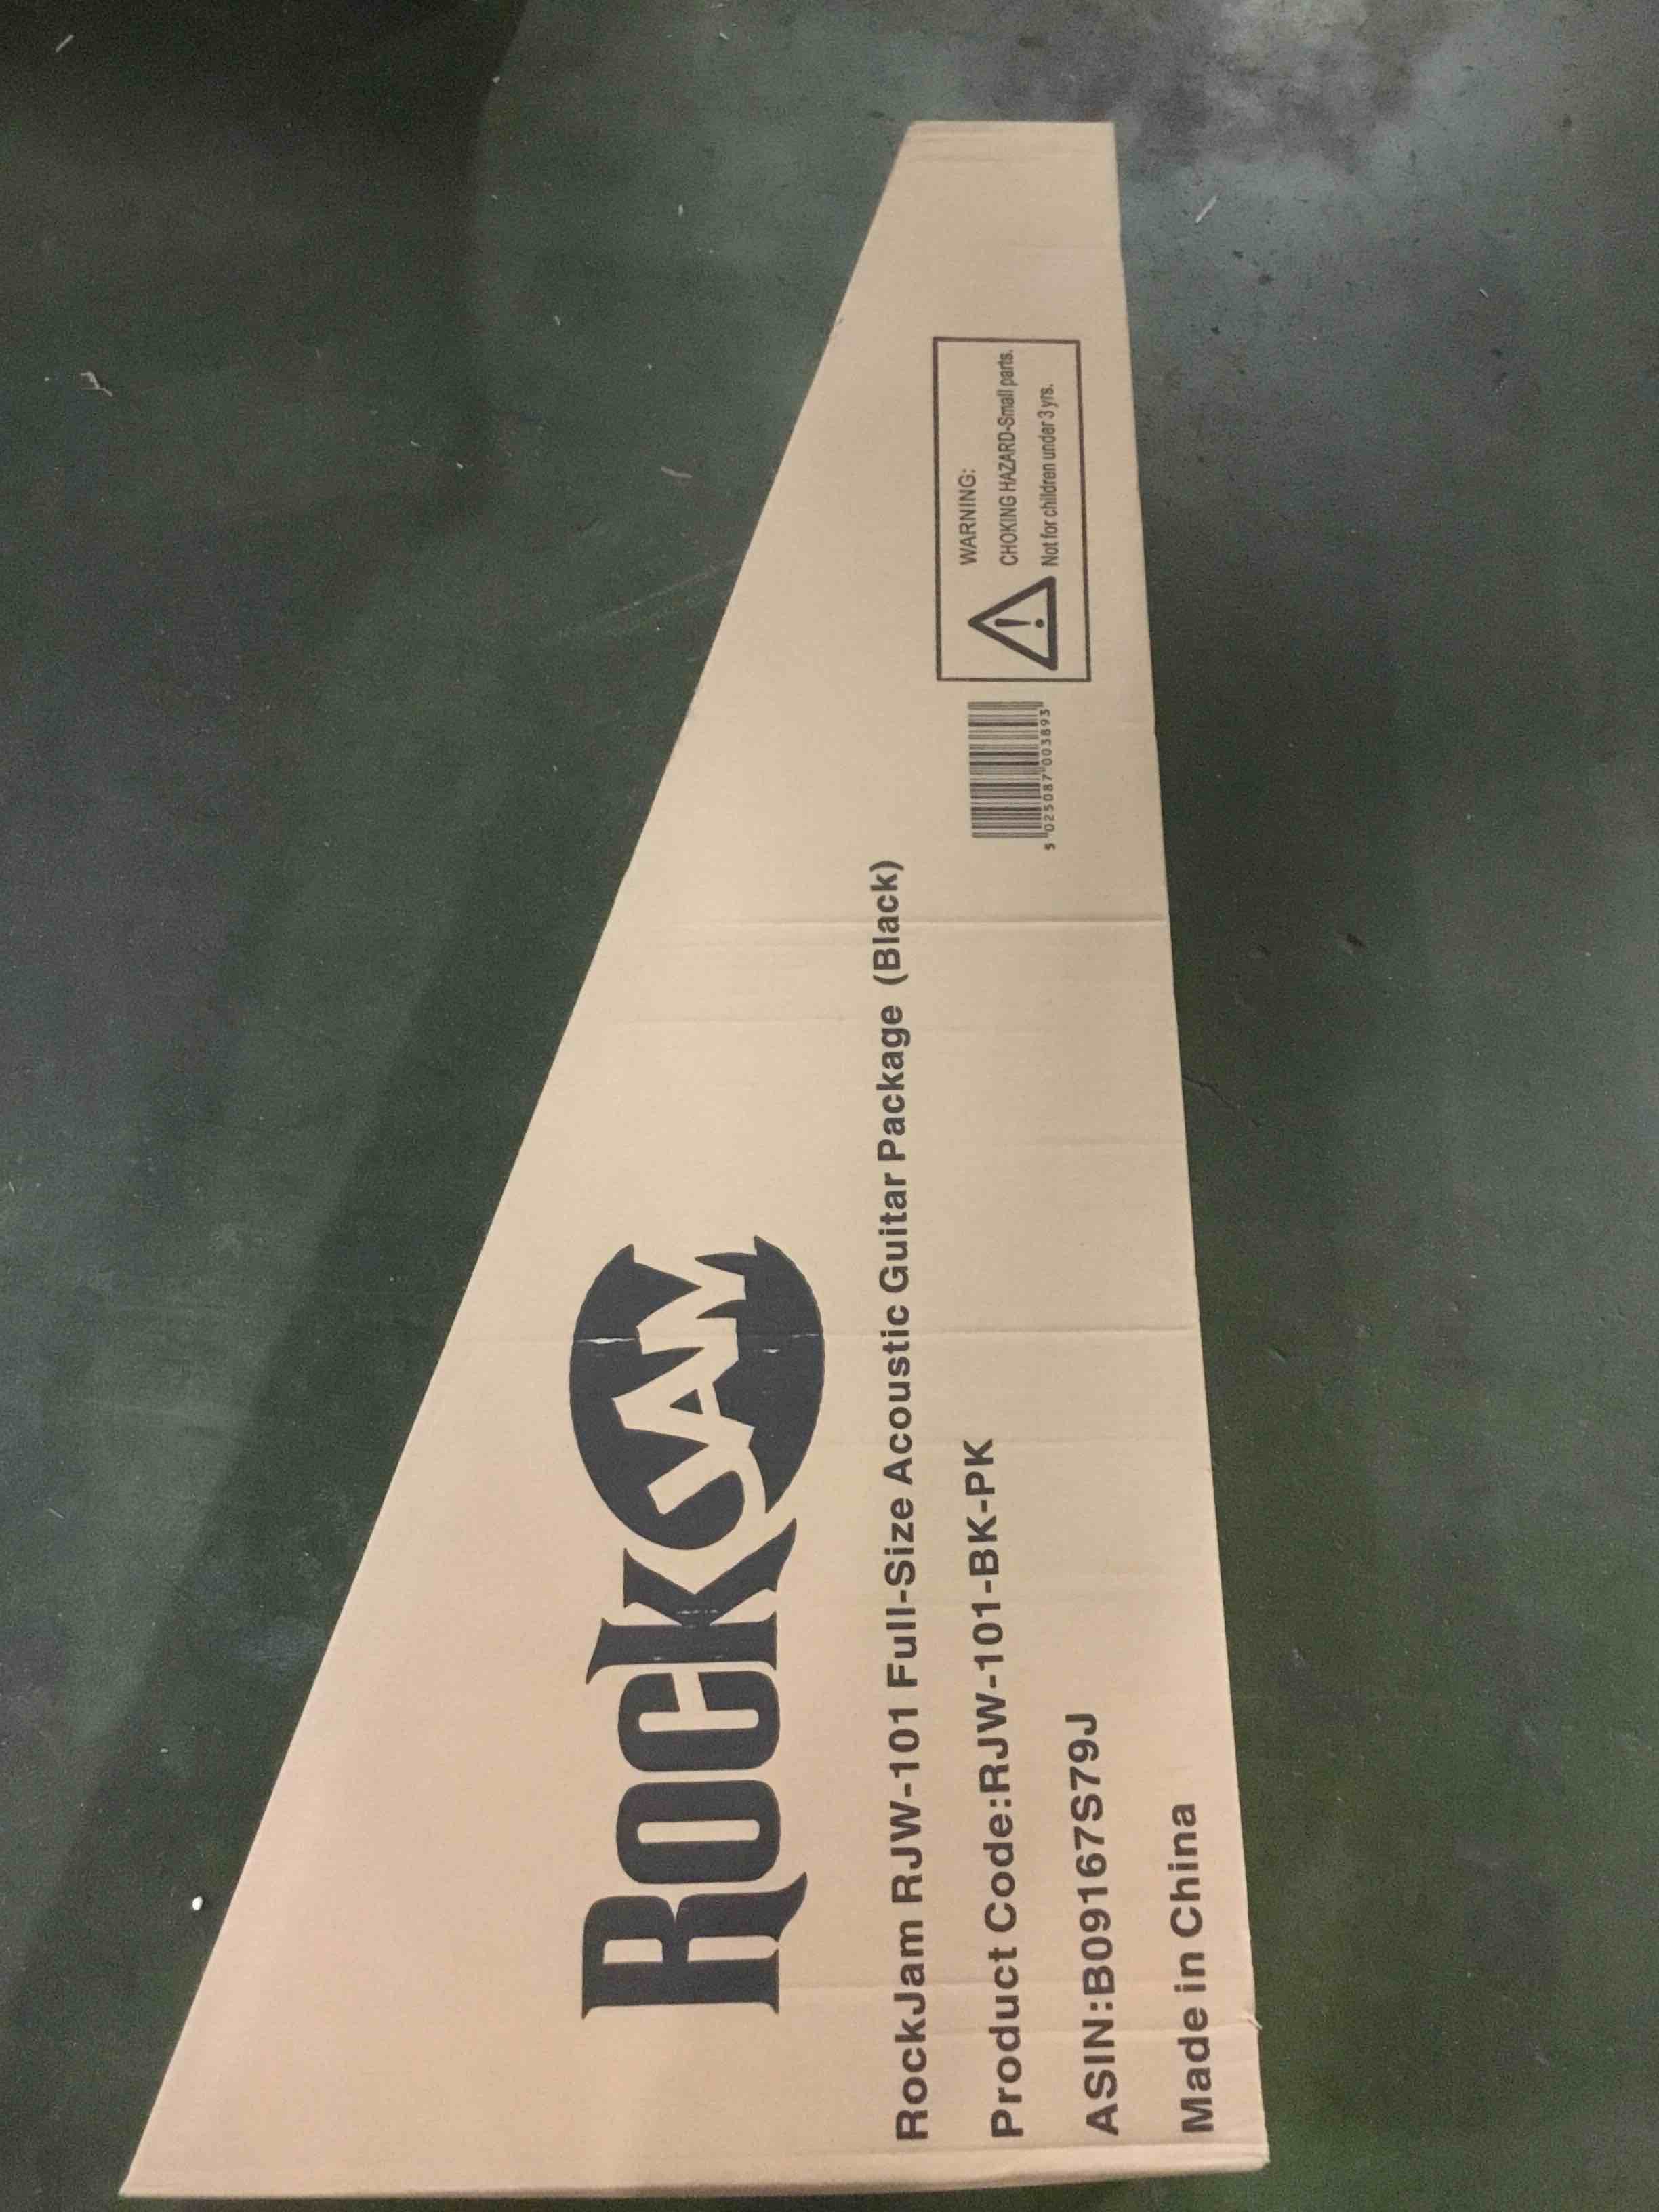 ROCKJAM
RockJam RJW-101 Full-Size Acoustic Guitar Package (Black)
Product Code:RJW-101-BK-PK
ASIN:B09167S79J
Made in China
5 025087 003893
WARNING:
CHOKING HAZARD-Small parts.
Not for children under 3 yrs.